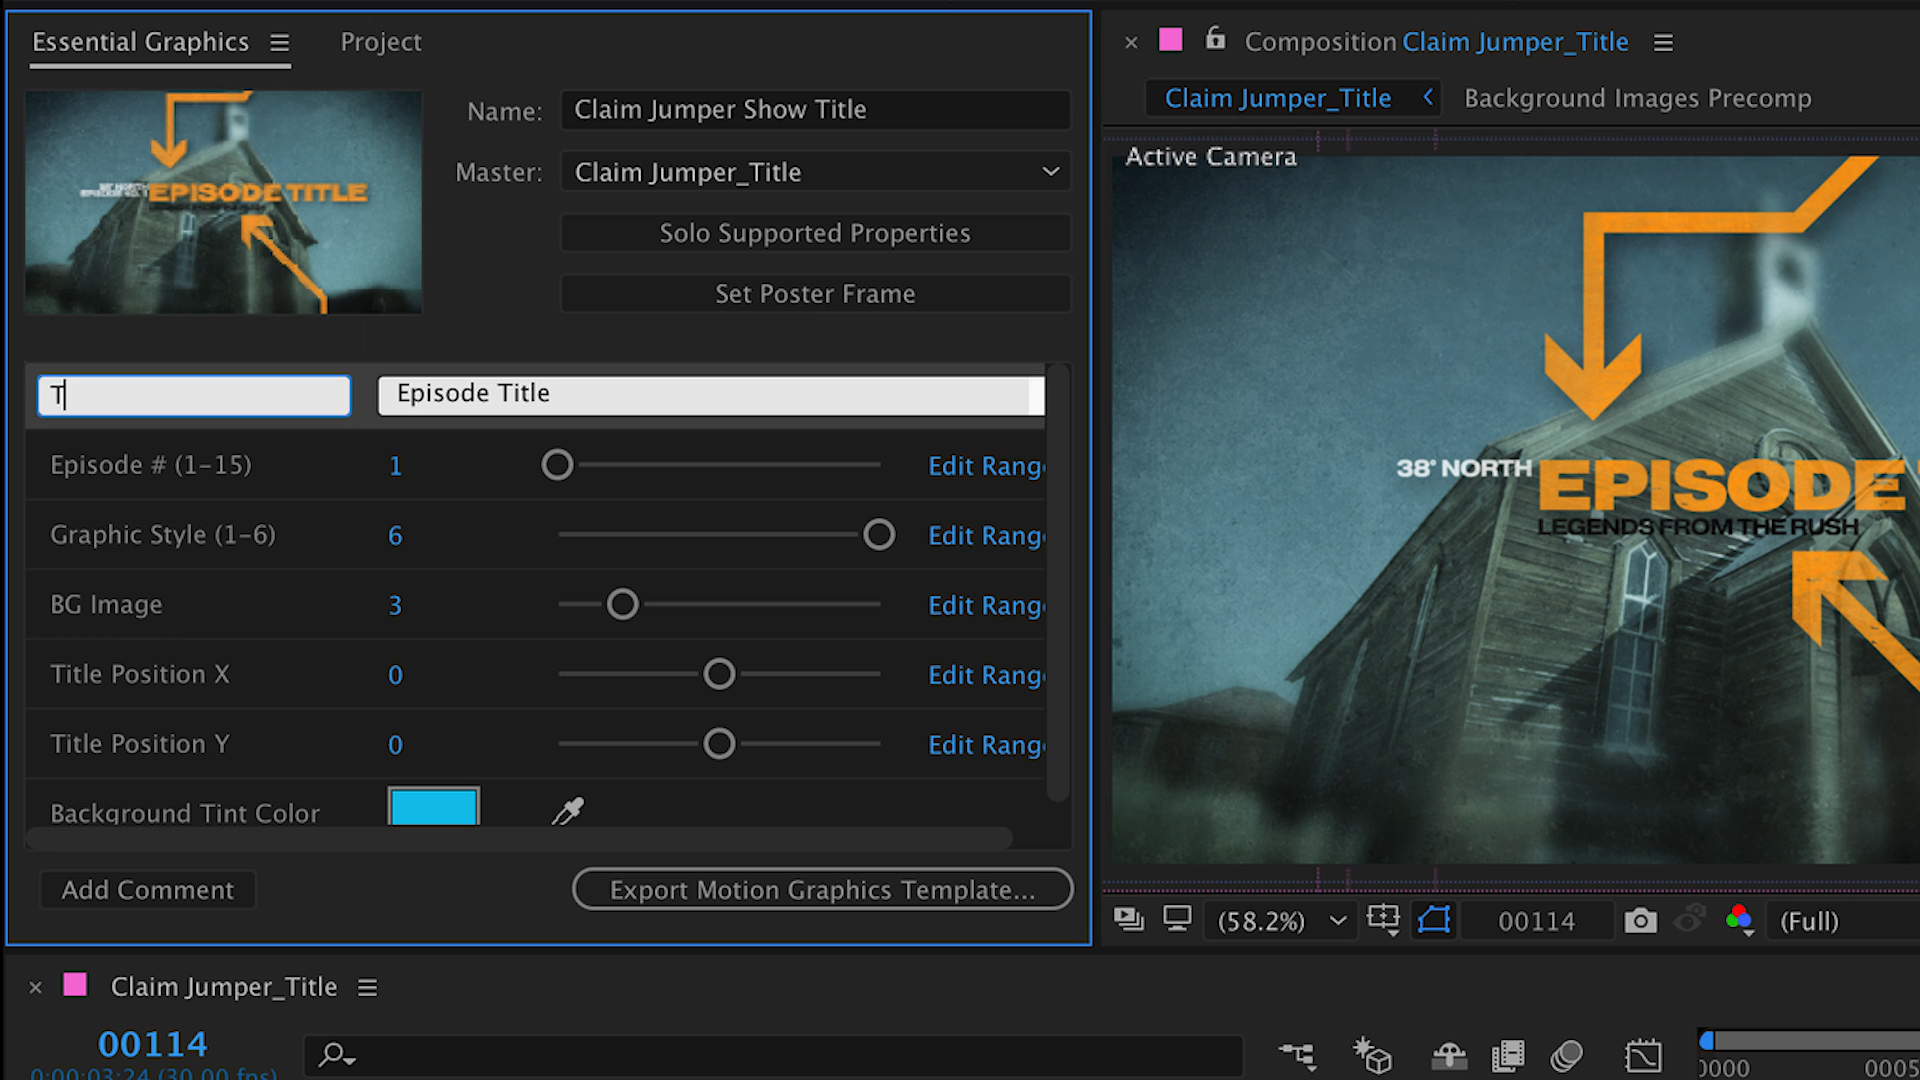 Essential Graphics
Project
Name:
Claim Jumper Show Title
Master:
Claim Jumper_Title
Solo Supported Properties
Set Poster Frame
EPISODE TITLE
T
Episode Title
Episode # (1-15)
1
Edit Rang
Graphic Style (1-6)
6
Edit Rang
BG Image
3
Edit Rang
Title Position X
0
Edit Rang
Title Position Y
0
Edit Rang
Background Tint Color
Add Comment
Export Motion Graphics Template...
Composition Claim Jumper_Title
Claim Jumper_Title
Background Images Precomp
Active Camera
38° NORTH
EPISODE
LEGENDS FROM THE RUSH
(58.2%)
00114
(Full)
Claim Jumper_Title
00114
0:00:03:24 (30.00 fps)
0000
0005